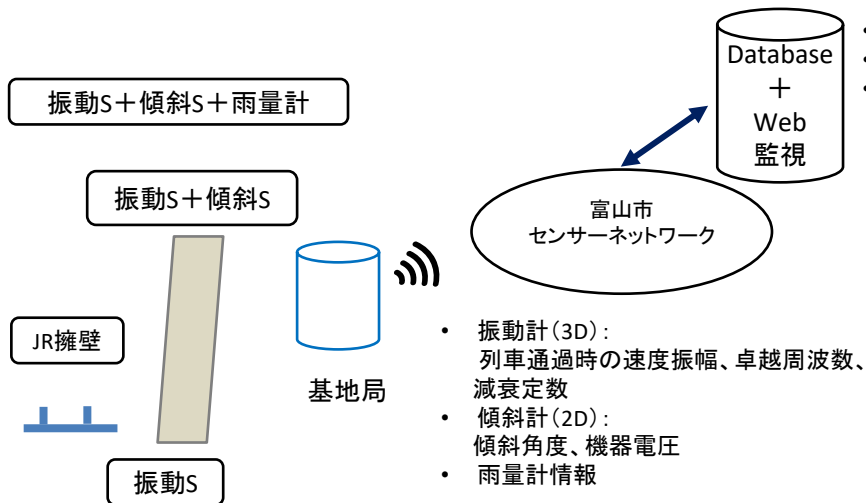 振動S＋傾斜S＋雨量計
振動S＋傾斜S
JR擁壁
振動S
基地局
Database
＋
Web
監視
富山市
センサーネットワーク
• 振動計（3D）：
列車通過時の速度振幅、卓越周波数、
減衰定数
• 傾斜計（2D）：
傾斜角度、機器電圧
• 雨量計情報